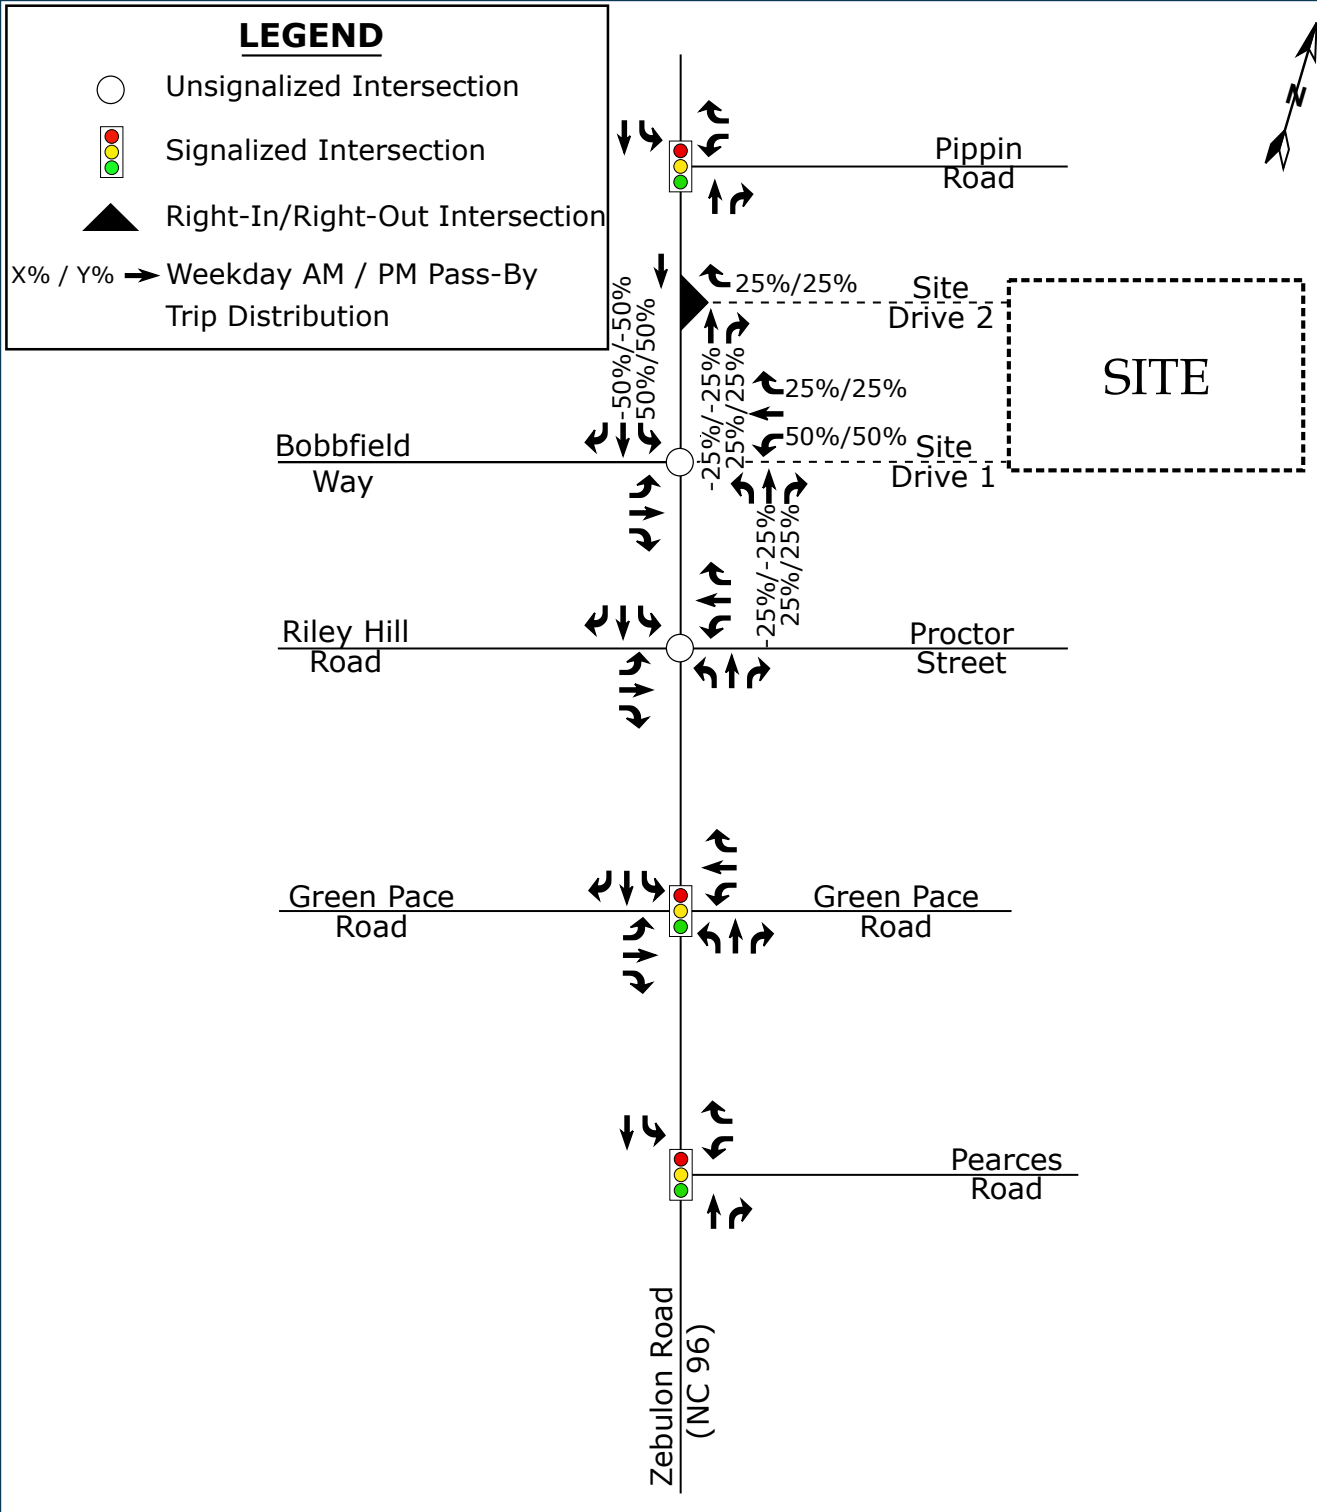 LEGEND
Unsignalized Intersection
Signalized Intersection
Right-In/Right-Out Intersection
X% / Y% Weekday AM / PM Pass-By
Trip Distribution
N
Pippin
Road
25%/25%
Site
Drive 2
SITE
-50%/-50%
50%/50%
-25%/-25%
25%/25%
25%/25%
50%/50%
Site
Drive 1
Bobbfield
Way
-25%/-25%
25%/25%
Riley Hill
Road
Proctor
Street
Green Pace
Road
Green Pace
Road
Pearces
Road
Zebulon Road
(NC 96)